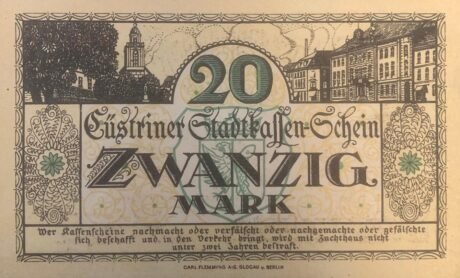 20
Cüstriner Stadtkassen-Schein
ZWANZIG
MARK
Wer Kassenscheine nachmacht oder verfälscht oder nachgemachte oder gefälschte
sich beschafft und in den Verkehr bringt, wird mit Zuchthaus nicht
unter zwei Jahren bestraft.
CARL FLEMMING A=G. GLOGAU u. BERLIN